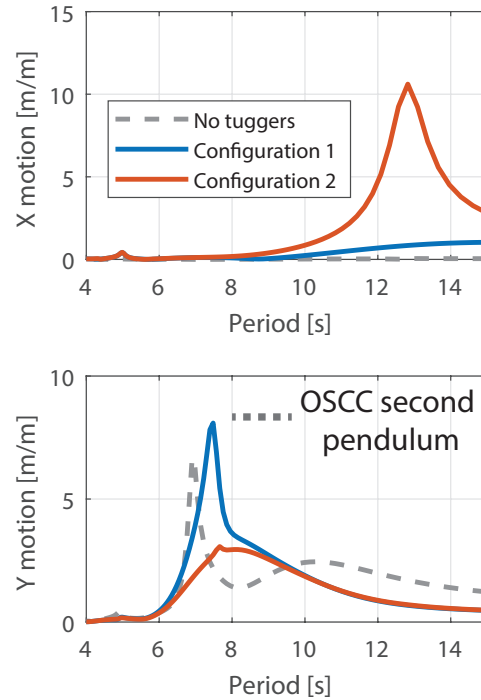 15
10
5
0
X motion [m/m]
No tuggers
Configuration 1
Configuration 2
4 6 8 10 12 14
Period [s]
10
5
0
Y motion [m/m]
OSCC second
pendulum
4 6 8 10 12 14
Period [s]